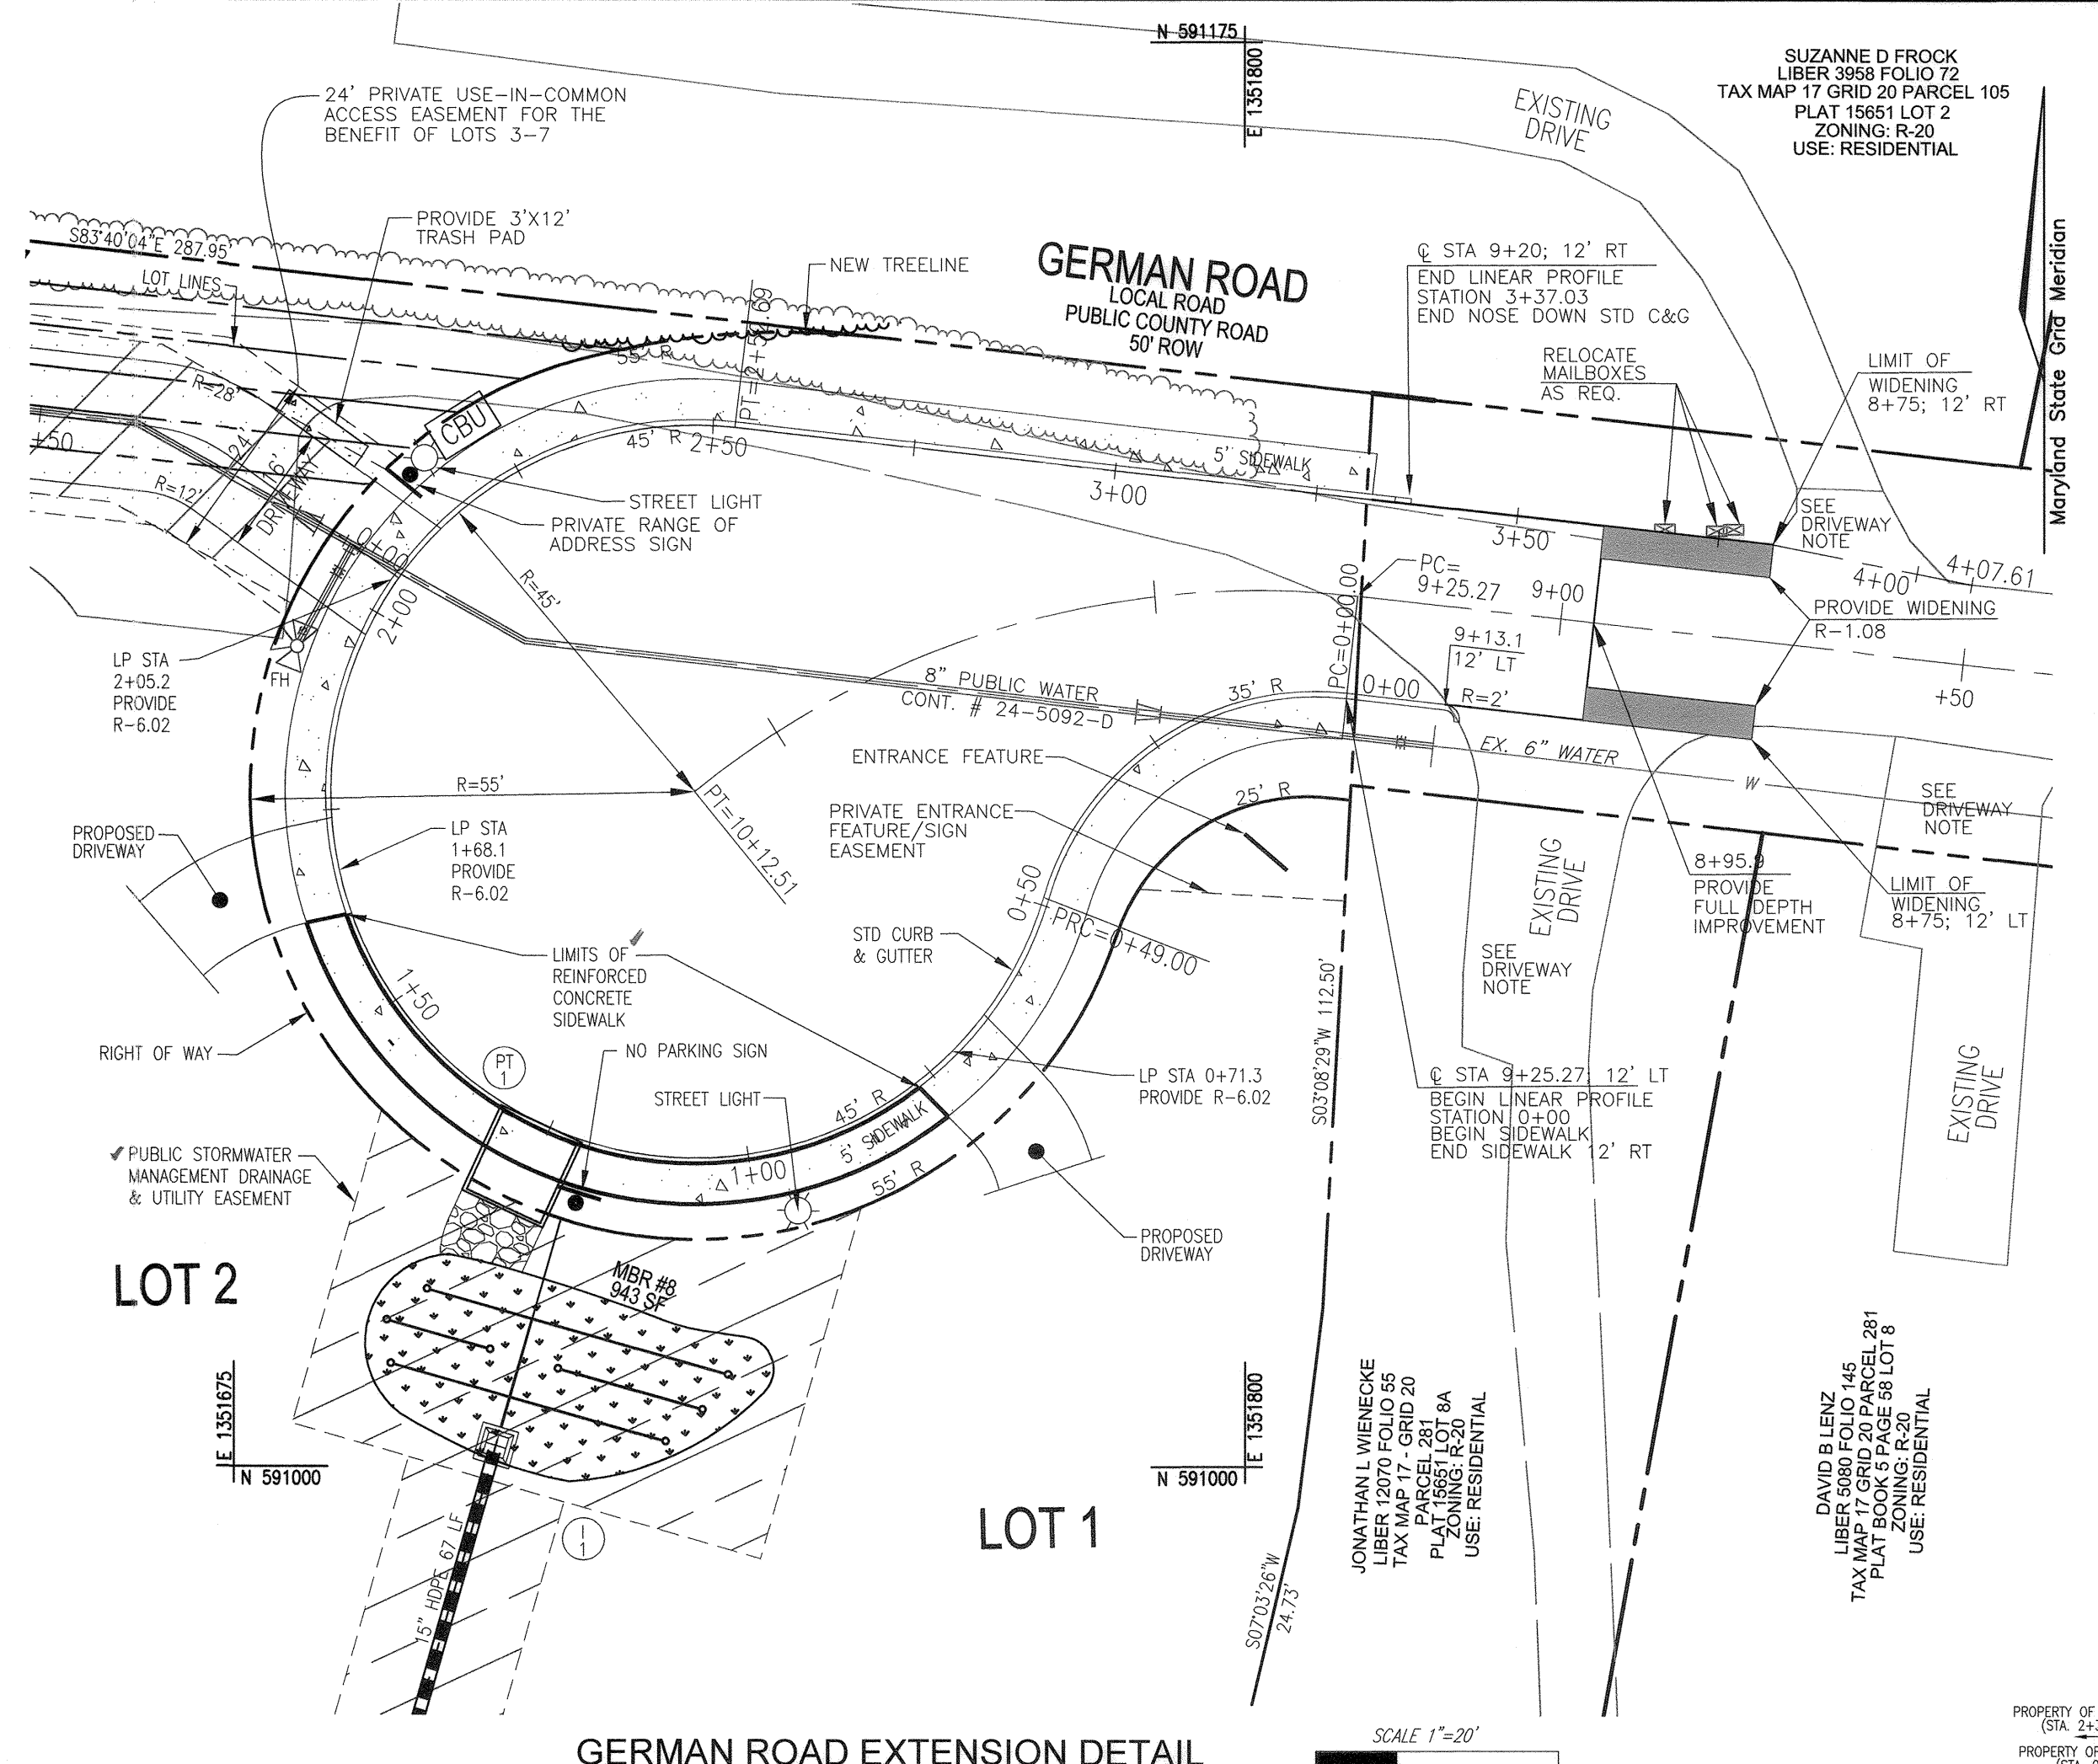 N 591175
E 1351800
SUZANNE D FROCK
LIBER 3958 FOLIO 72
TAX MAP 17 GRID 20 PARCEL 105
PLAT 15651 LOT 2
ZONING: R-20
USE: RESIDENTIAL
EXISTING
DRIVE
Maryland State Grid Meridian
24' PRIVATE USE-IN-COMMON
ACCESS EASEMENT FOR THE
BENEFIT OF LOTS 3-7
PROVIDE 3'X12'
TRASH PAD
S83°40'04"E 287.95'
LOT LINES
NEW TREELINE
GERMAN ROAD
LOCAL ROAD
PUBLIC COUNTY ROAD
50' ROW
℄ STA 9+20; 12' RT
END LINEAR PROFILE
STATION 3+37.03
END NOSE DOWN STD C&G
RELOCATE
MAILBOXES
AS REQ.
LIMIT OF
WIDENING
8+75; 12' RT
55' R
R=28'
24'
16'
DRIVEWAY
R=12'
+50
CBU
45' R
2+50
5' SIDEWALK
3+00
3+50
SEE
DRIVEWAY
NOTE
4+00
4+07.61
STREET LIGHT
PRIVATE RANGE OF
ADDRESS SIGN
0+00
2+00
R=45'
PC=
9+25.27
9+00
PROVIDE WIDENING
R-1.08
PC=0+00.00
9+13.1
12' LT
LP STA
2+05.2
PROVIDE
R-6.02
FH
8" PUBLIC WATER
CONT. # 24-5092-D
35' R
0+00
R=2'
+50
EX. 6" WATER
W
ENTRANCE FEATURE
R=55'
PT=10+12.51
25' R
SEE
DRIVEWAY
NOTE
PROPOSED
DRIVEWAY
LP STA
1+68.1
PROVIDE
R-6.02
PRIVATE ENTRANCE
FEATURE/SIGN
EASEMENT
EXISTING
DRIVE
8+95.9
PROVIDE
FULL DEPTH
IMPROVEMENT
LIMIT OF
WIDENING
8+75; 12' LT
0+50
PRC=0+49.00
STD CURB
& GUTTER
LIMITS OF
REINFORCED
CONCRETE
SIDEWALK
SEE
DRIVEWAY
NOTE
S03°08'29"W 112.50'
1+50
RIGHT OF WAY
PT
1
NO PARKING SIGN
STREET LIGHT
45' R
5' SIDEWALK
1+00
55' R
LP STA 0+71.3
PROVIDE R-6.02
℄ STA 9+25.27; 12' LT
BEGIN LINEAR PROFILE
STATION 0+00
BEGIN SIDEWALK
END SIDEWALK 12' RT
EXISTING
DRIVE
PUBLIC STORMWATER
MANAGEMENT DRAINAGE
& UTILITY EASEMENT
PROPOSED
DRIVEWAY
LOT 2
MBR #8
943 SF
E 1351675
N 591000
E 1351800
N 591000
LOT 1
I
1
15" HDPE 67 LF
S07°03'26"W
24.73'
JONATHAN L WIENECKE
LIBER 12070 FOLIO 55
TAX MAP 17 - GRID 20
PARCEL 281
PLAT 15651 LOT 8A
ZONING: R-20
USE: RESIDENTIAL
DAVID B LENZ
LIBER 5080 FOLIO 145
TAX MAP 17 GRID 20 PARCEL 281
PLAT BOOK 5 PAGE 58 LOT 8
ZONING: R-20
USE: RESIDENTIAL
GERMAN ROAD EXTENSION DETAIL
SCALE 1"=20'
PROPERTY OF
(STA. 2+